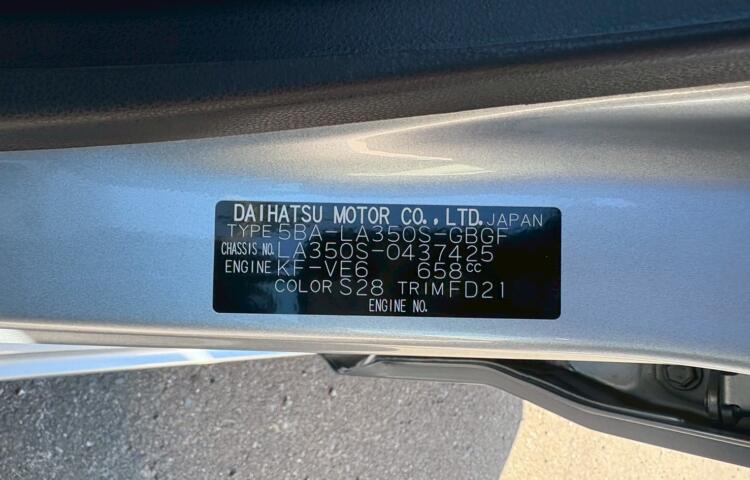 DAIHATSU MOTOR CO., LTD. JAPAN
TYPE 5BA-LA350S-GBGF
CHASSIS NO. LA350S-0437425
ENGINE KF-VE6 658cc
COLOR S28 TRIM FD21
ENGINE NO.